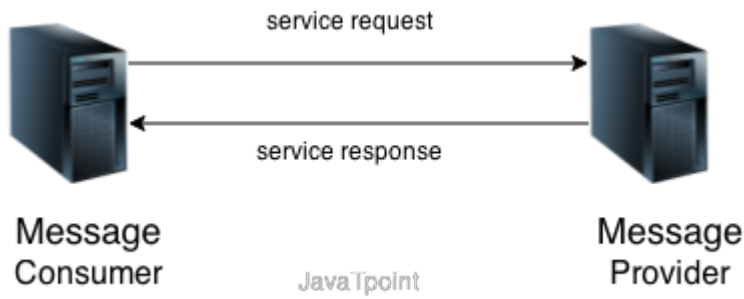 service request
service response
Message
Consumer
Message
Provider
JavaTpoint